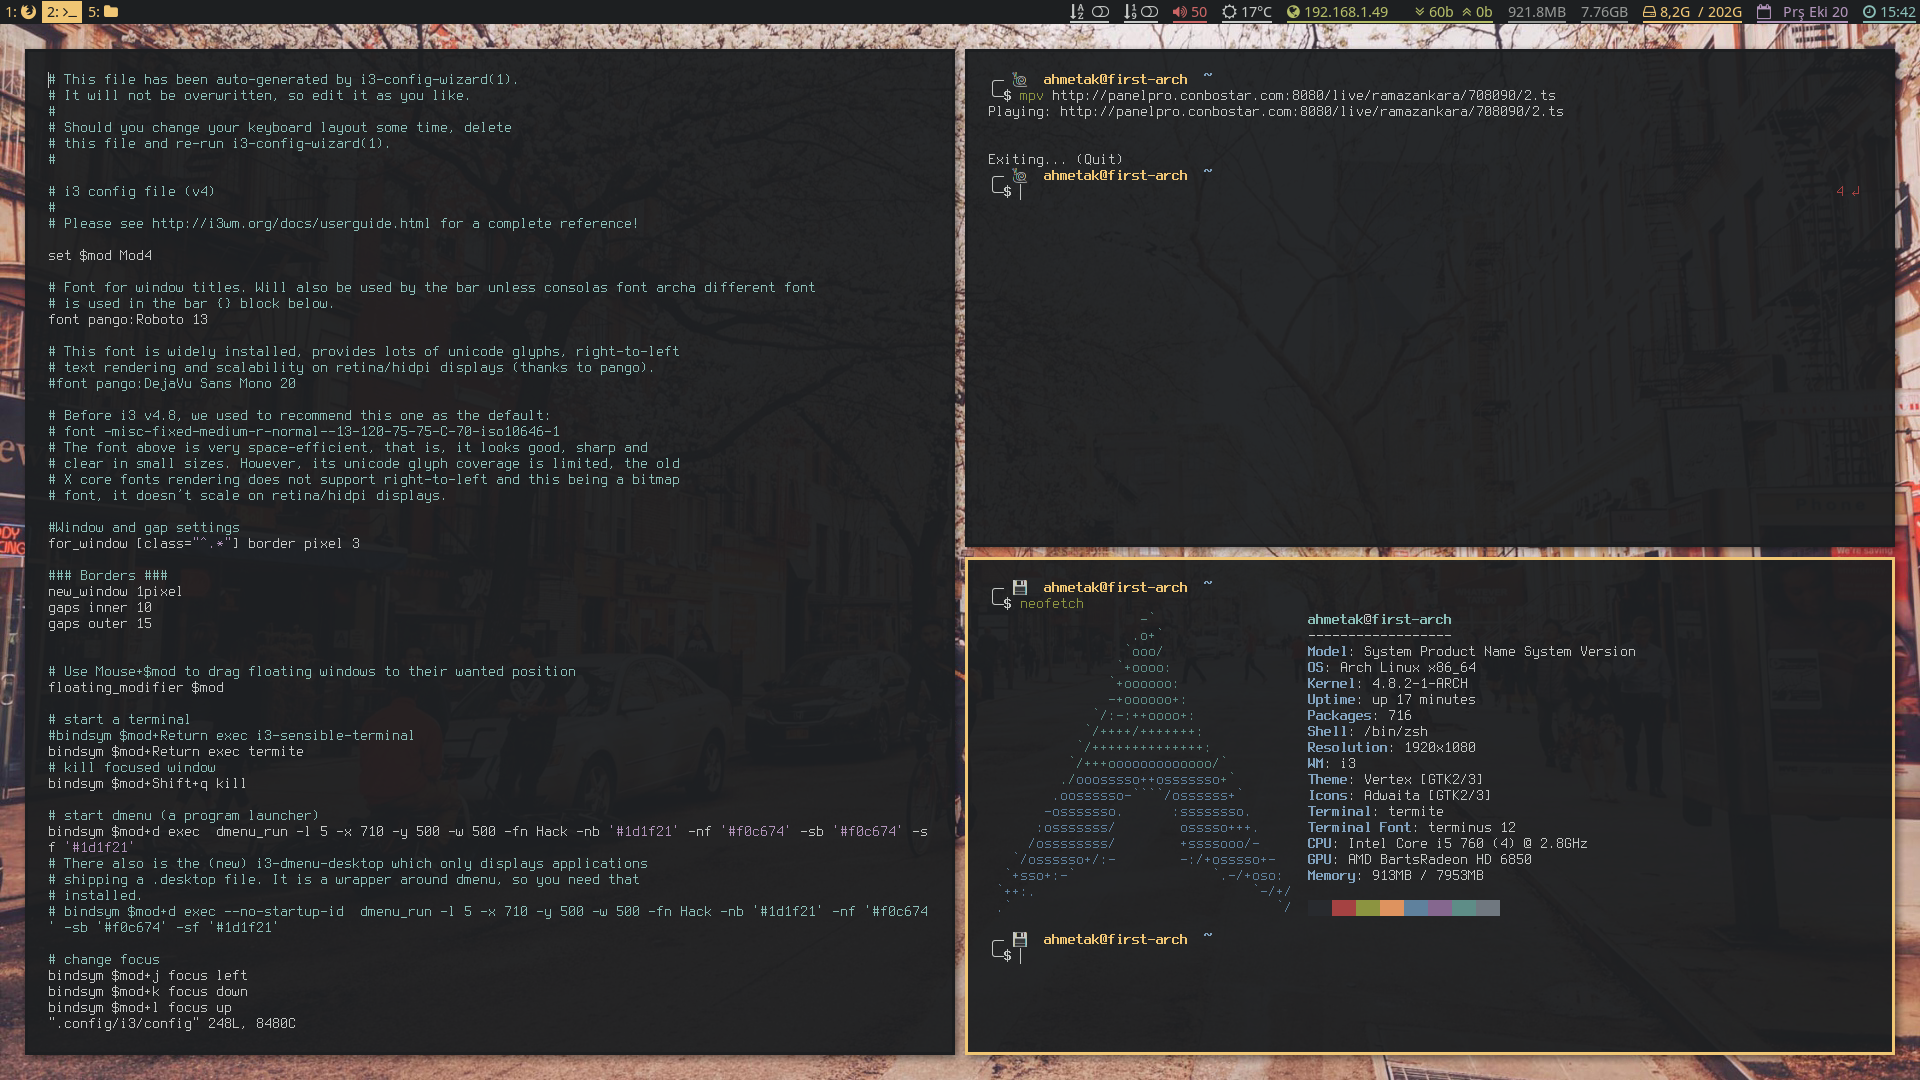 1: 2: 5: 50 17°C 192.168.1.49 60b 0b 921.8MB 7.76GB 8,2G / 202G Prş Eki 20 15:42
# This file has been auto-generated by i3-config-wizard(1).
# It will not be overwritten, so edit it as you like.
#
# Should you change your keyboard layout some time, delete
# this file and re-run i3-config-wizard(1).
#
# i3 config file (v4)
#
# Please see http://i3wm.org/docs/userguide.html for a complete reference!
set $mod Mod4
# Font for window titles. Will also be used by the bar unless consolas font archa different font
# is used in the bar {} block below.
font pango:Roboto 13
# This font is widely installed, provides lots of unicode glyphs, right-to-left
# text rendering and scalability on retina/hidpi displays (thanks to pango).
#font pango:DejaVu Sans Mono 20
# Before i3 v4.8, we used to recommend this one as the default:
# font -misc-fixed-medium-r-normal--13-120-75-75-C-70-iso10646-1
# The font above is very space-efficient, that is, it looks good, sharp and
# clear in small sizes. However, its unicode glyph coverage is limited, the old
# X core fonts rendering does not support right-to-left and this being a bitmap
# font, it doesn't scale on retina/hidpi displays.
#Window and gap settings
for_window [class="^.*"] border pixel 3
### Borders ###
new_window 1pixel
gaps inner 10
gaps outer 15
# Use Mouse+$mod to drag floating windows to their wanted position
floating_modifier $mod
# start a terminal
#bindsym $mod+Return exec i3-sensible-terminal
bindsym $mod+Return exec termite
# kill focused window
bindsym $mod+Shift+q kill
# start dmenu (a program launcher)
bindsym $mod+d exec  dmenu_run -l 5 -x 710 -y 500 -w 500 -fn Hack -nb '#1d1f21' -nf '#f0c674' -sb '#f0c674' -s
f '#1d1f21'
# There also is the (new) i3-dmenu-desktop which only displays applications
# shipping a .desktop file. It is a wrapper around dmenu, so you need that
# installed.
# bindsym $mod+d exec --no-startup-id  dmenu_run -l 5 -x 710 -y 500 -w 500 -fn Hack -nb '#1d1f21' -nf '#f0c674
' -sb '#f0c674' -sf '#1d1f21'
# change focus
bindsym $mod+j focus left
bindsym $mod+k focus down
bindsym $mod+l focus up
".config/i3/config" 248L, 8480C
ahmetak@first-arch ~
$ mpv http://panelpro.conbostar.com:8080/live/ramazankara/708090/2.ts
Playing: http://panelpro.conbostar.com:8080/live/ramazankara/708090/2.ts
Exiting... (Quit)
ahmetak@first-arch ~
$ 4 ↵
ahmetak@first-arch ~
$ neofetch
ahmetak@first-arch
------------------
Model: System Product Name System Version
OS: Arch Linux x86_64
Kernel: 4.8.2-1-ARCH
Uptime: up 17 minutes
Packages: 716
Shell: /bin/zsh
Resolution: 1920x1080
WM: i3
Theme: Vertex [GTK2/3]
Icons: Adwaita [GTK2/3]
Terminal: termite
Terminal Font: terminus 12
CPU: Intel Core i5 760 (4) @ 2.8GHz
GPU: AMD BartsRadeon HD 6850
Memory: 913MB / 7953MB
ahmetak@first-arch ~
$